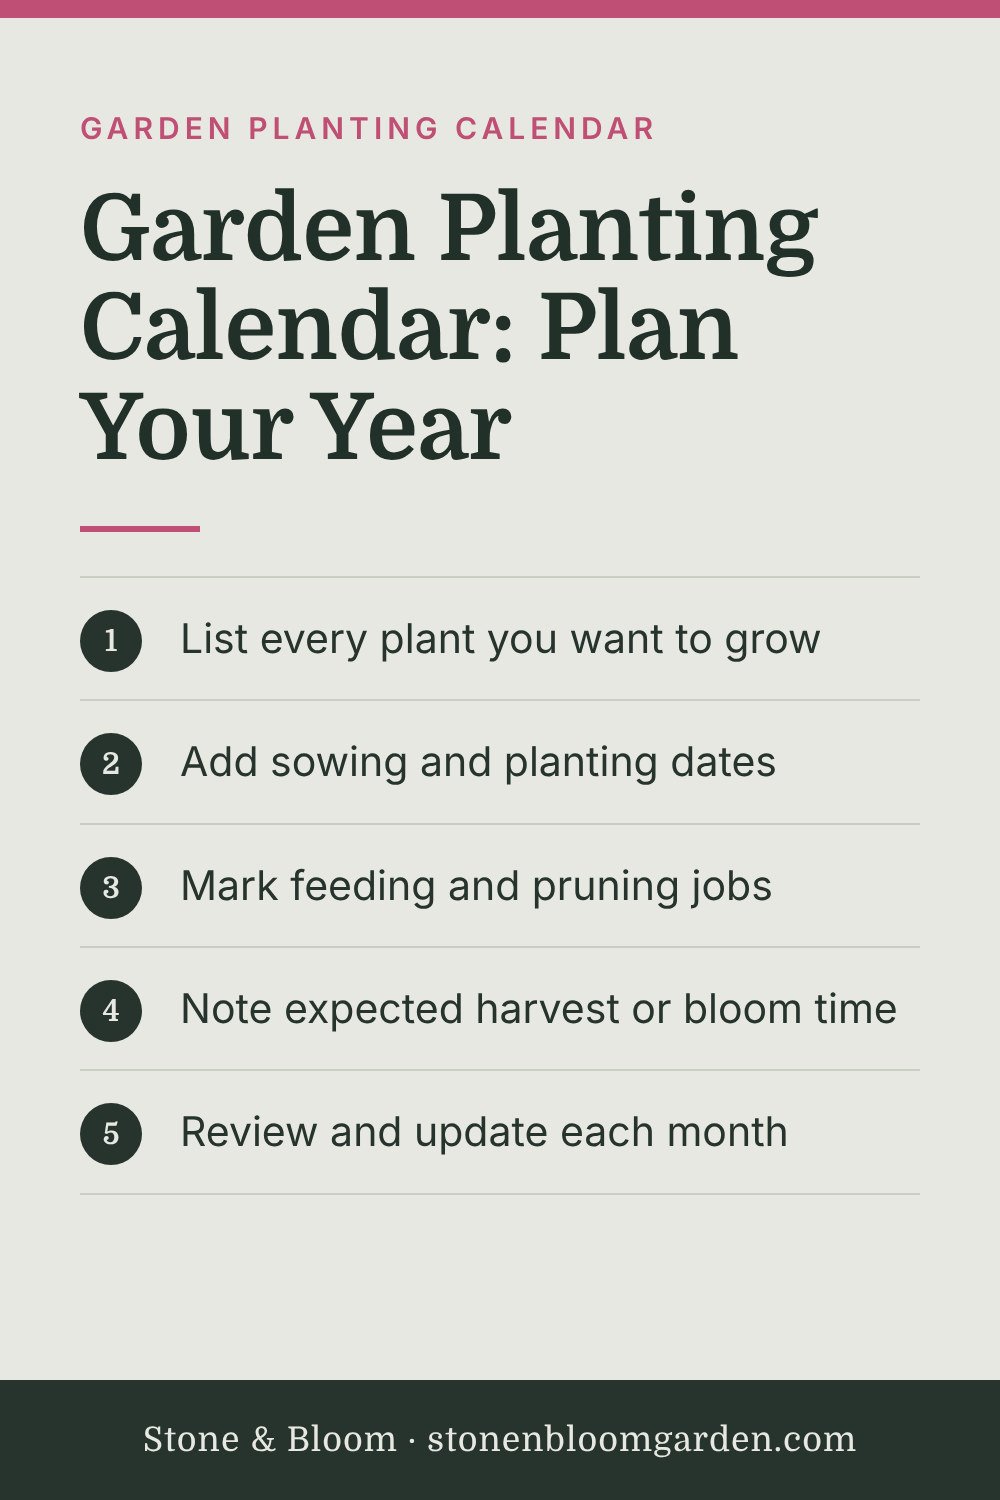 GARDEN PLANTING CALENDAR
Garden Planting
Calendar: Plan
Your Year
1 List every plant you want to grow
2 Add sowing and planting dates
3 Mark feeding and pruning jobs
4 Note expected harvest or bloom time
5 Review and update each month
Stone & Bloom · stonenbloomgarden.com